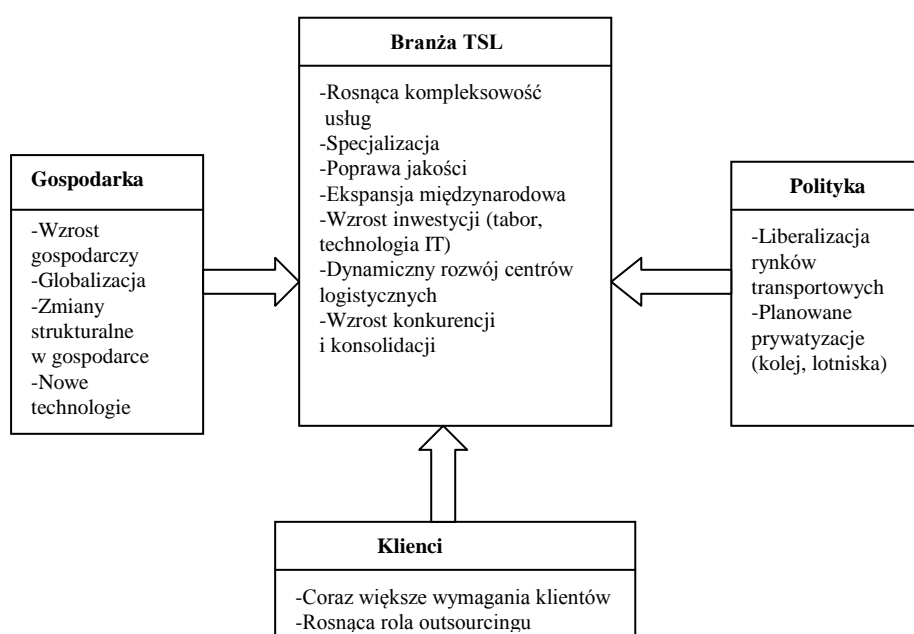 Branża TSL
-Rosnąca kompleksowość
usług
-Specjalizacja
-Poprawa jakości
-Ekspansja międzynarodowa
-Wzrost inwestycji (tabor,
technologia IT)
-Dynamiczny rozwój centrów
logistycznych
-Wzrost konkurencji
i konsolidacji
Gospodarka
-Wzrost
gospodarczy
-Globalizacja
-Zmiany
strukturalne
w gospodarce
-Nowe
technologie
Polityka
-Liberalizacja
rynków
transportowych
-Planowane
prywatyzacje
(kolej, lotniska)
Klienci
-Coraz większe wymagania klientów
-Rosnąca rola outsourcingu